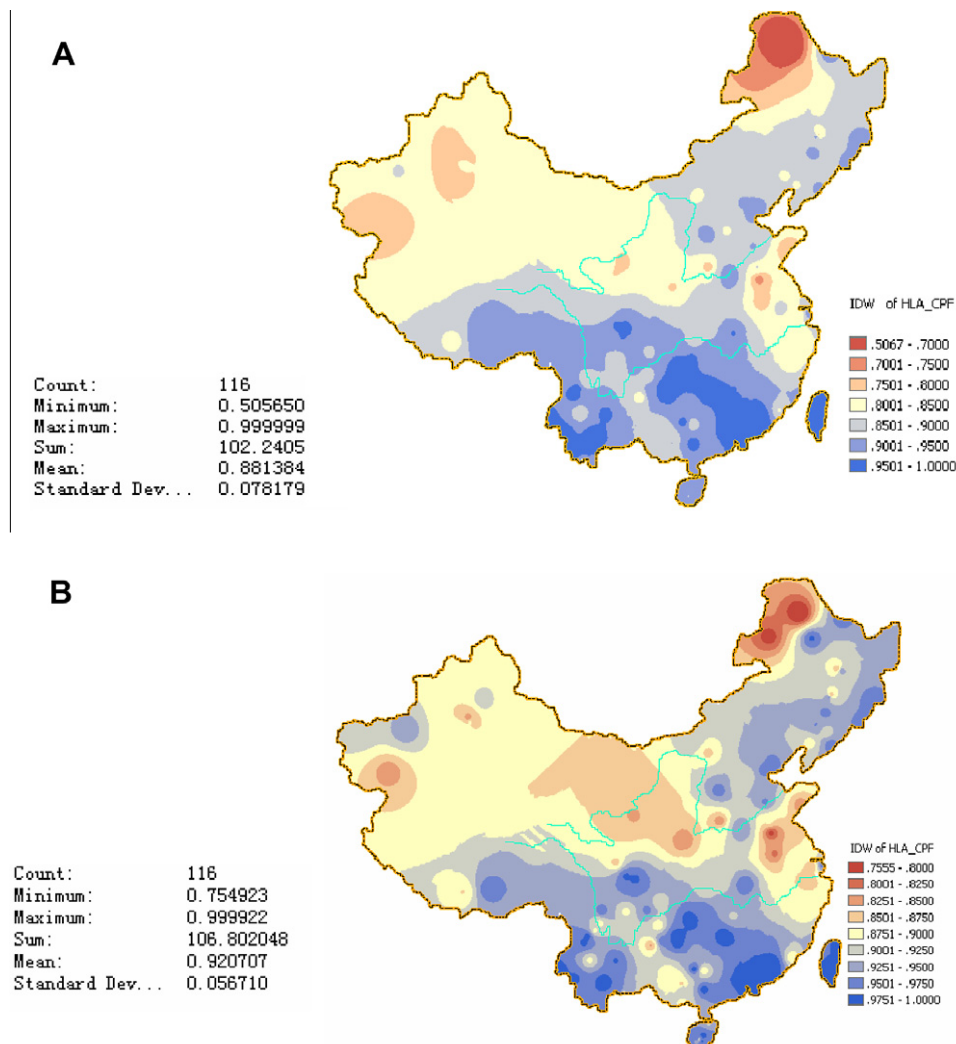 A
IDW of HLA_CPF
.5067 - .7000
.7001 - .7500
.7501 - .8000
.8001 - .8500
.8501 - .9000
.9001 - .9500
.9501 - 1.0000
Count: 116
Minimum: 0.505650
Maximum: 0.999999
Sum: 102.2405
Mean: 0.881384
Standard Dev... 0.078179
B
IDW of HLA_CPF
.7555 - .8000
.8001 - .8250
.8251 - .8500
.8501 - .8750
.8751 - .9000
.9001 - .9250
.9251 - .9500
.9501 - .9750
.9751 - 1.0000
Count: 116
Minimum: 0.754923
Maximum: 0.999922
Sum: 106.802048
Mean: 0.920707
Standard Dev... 0.056710